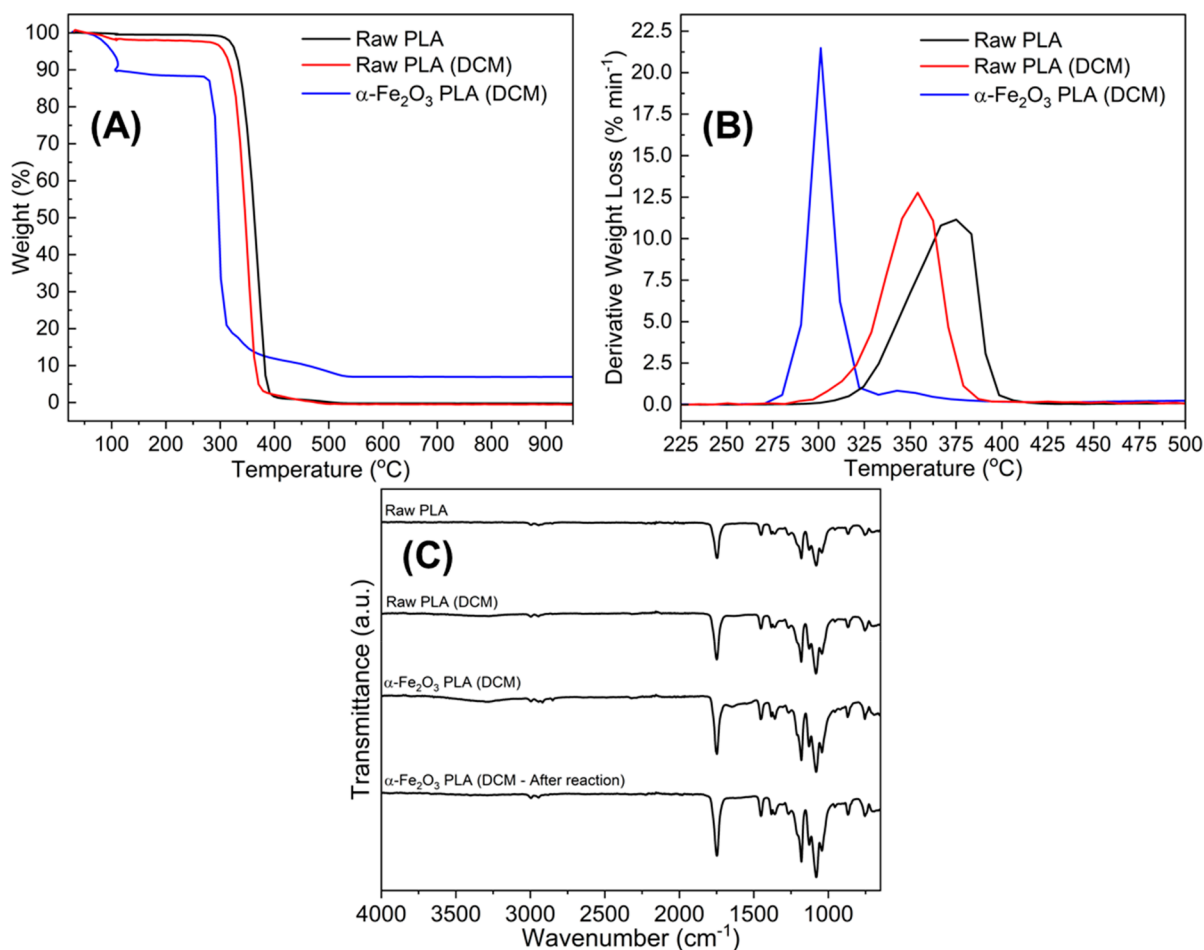 (A)
Raw PLA
Raw PLA (DCM)
α-Fe₂O₃ PLA (DCM)
Weight (%)
100
90
80
70
60
50
40
30
20
10
0
100 200 300 400 500 600 700 800 900
Temperature (ºC)
(B)
Raw PLA
Raw PLA (DCM)
α-Fe₂O₃ PLA (DCM)
Derivative Weight Loss (% min⁻¹)
22.5
20.0
17.5
15.0
12.5
10.0
7.5
5.0
2.5
0.0
225 250 275 300 325 350 375 400 425 450 475 500
Temperature (ºC)
(C)
Raw PLA
Raw PLA (DCM)
α-Fe₂O₃ PLA (DCM)
α-Fe₂O₃ PLA (DCM - After reaction)
Transmittance (a.u.)
4000 3500 3000 2500 2000 1500 1000
Wavenumber (cm⁻¹)